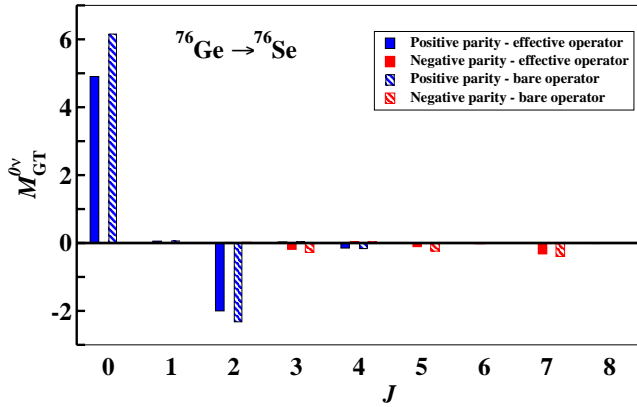 ⁷⁶Ge → ⁷⁶Se
Positive parity - effective operator
Negative parity - effective operator
Positive parity - bare operator
Negative parity - bare operator
M_GT^0ν
6
4
2
0
-2
0 1 2 3 4 5 6 7 8
J